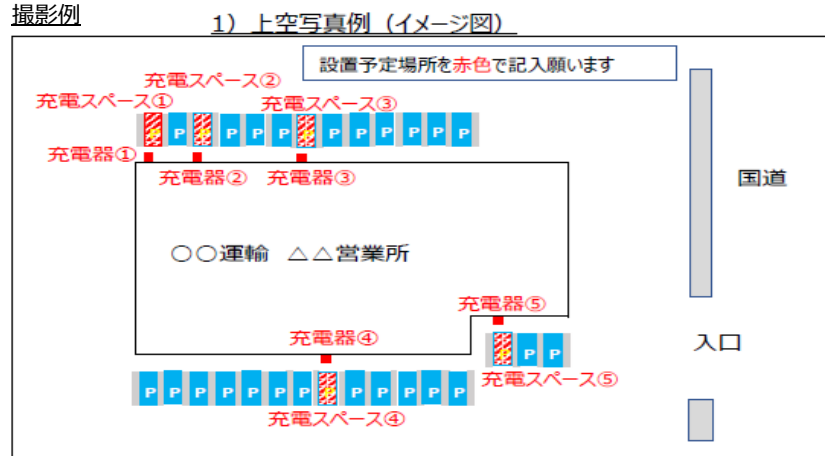 撮影例
1）上空写真例（イメージ図）
設置予定場所を赤色で記入願います
充電スペース②
充電スペース①
充電スペース③
P P P P P P P P P P P P P
充電器①
充電器② 充電器③
国道
〇〇運輸 △△営業所
充電器⑤
充電器④
入口
P P P
充電スペース⑤
P P P P P P P P P P P P P
充電スペース④